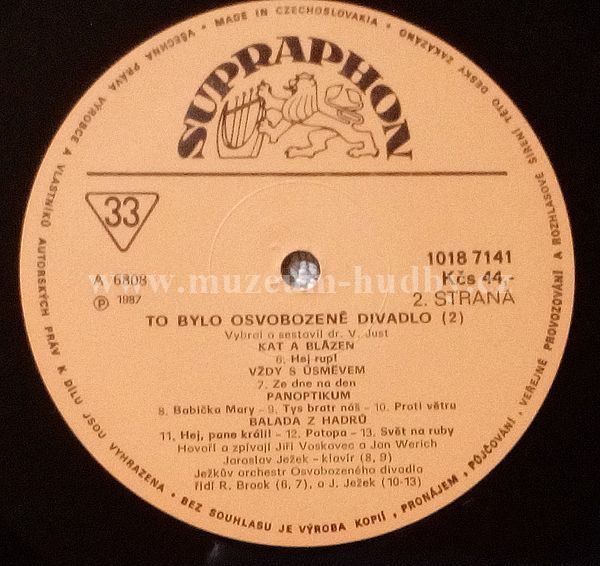 VŠECHNA PRÁVA VÝROBCE A VLASTNÍKŮ AUTORSKÝCH PRÁV K DÍLU JSOU VYHRAZENA • BEZ SOUHLASU JE VÝROBA KOPIÍ, PRONÁJEM, PŮJČOVÁNÍ, VEŘEJNÉ PROVOZOVÁNÍ A ROZHLASOVÉ ŠÍŘENÍ TÉTO DESKY ZAKÁZÁNO • MADE IN CZECHOSLOVAKIA •
SUPRAPHON
33
1018 7141
A 6808
Kčs 44,-
℗ 1987
2. STRANA
www.muzeum-hudby.cz
TO BYLO OSVOBOZENÉ DIVADLO (2)
Vybral a sestavil dr. V. Just
KAT A BLÁZEN
6. Hej rup!
VŽDY S ÚSMĚVEM
7. Ze dne na den
PANOPTIKUM
8. Babička Mary - 9. Tys bratr náš - 10. Proti větru
BALADA Z HADRŮ
11. Hej, pane králi! - 12. Potopa - 13. Svět na ruby
Hovoří a zpívají Jiří Voskovec a Jan Werich
Jaroslav Ježek - klavír (8, 9)
Ježkův orchestr Osvobozeného divadla
řídí R. Brock (6, 7), a J. Ježek (10-13)